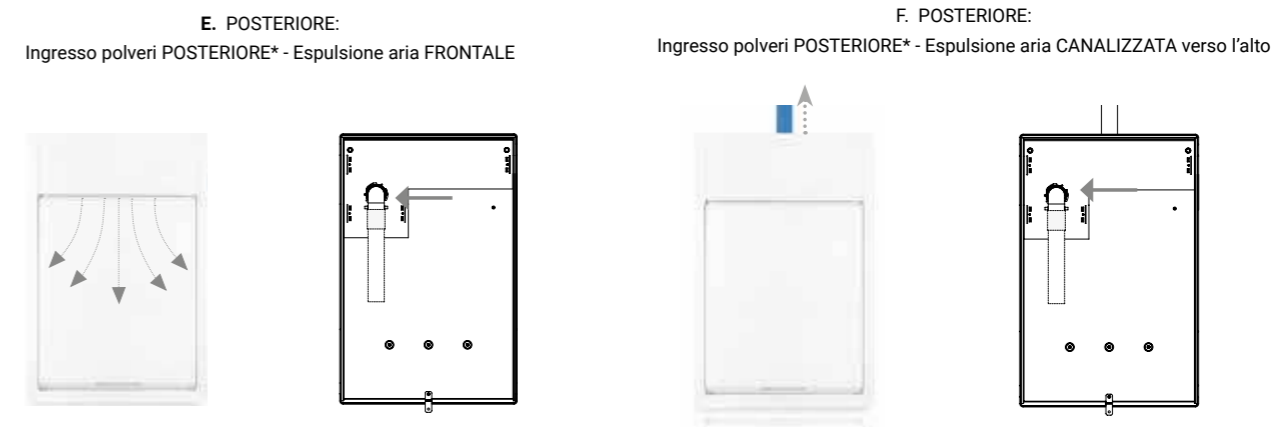 E. POSTERIORE:
Ingresso polveri POSTERIORE* - Espulsione aria FRONTALE
F. POSTERIORE:
Ingresso polveri POSTERIORE* - Espulsione aria CANALIZZATA verso l'alto